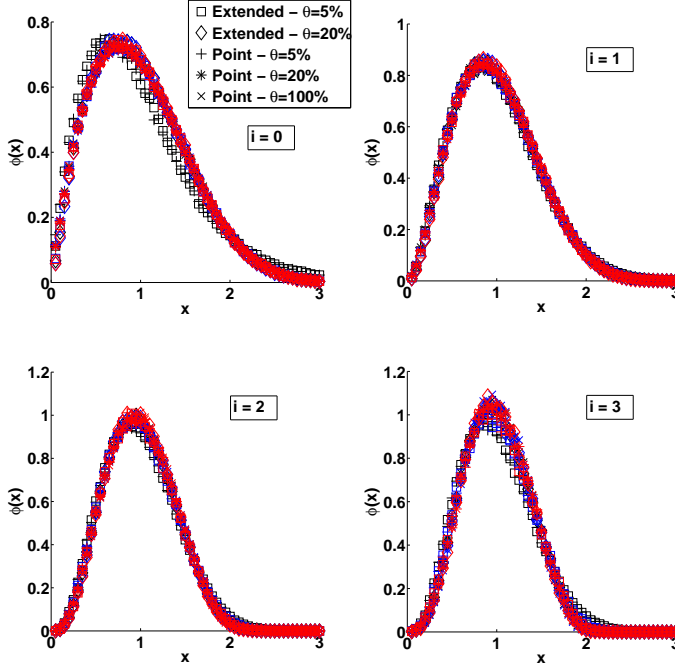 0.8
0.6
0.4
0.2
0
ϕ(x)
0
1
2
3
x
Extended – θ=5%
Extended – θ=20%
Point – θ=5%
Point – θ=20%
Point – θ=100%
i = 0
1
0.8
0.6
0.4
0.2
0
ϕ(x)
0
1
2
3
x
i = 1
1.2
1
0.8
0.6
0.4
0.2
0
ϕ(x)
0
1
2
3
x
i = 2
1.2
1
0.8
0.6
0.4
0.2
0
ϕ(x)
0
1
2
3
x
i = 3